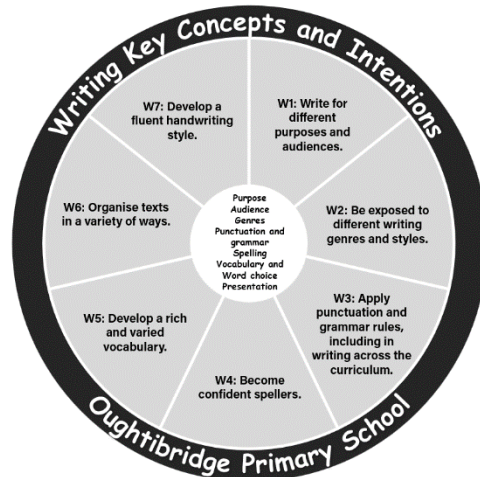 Writing Key Concepts and Intentions
W1: Write for
different
purposes and
audiences.
W2: Be exposed to
different writing
genres and styles.
W3: Apply
punctuation and
grammar rules,
including in
writing across the
curriculum.
W4: Become
confident spellers.
W5: Develop a rich
and varied
vocabulary.
W6: Organise texts
in a variety of ways.
W7: Develop a
fluent handwriting
style.
Purpose
Audience
Genres
Punctuation and
grammar
Spelling
Vocabulary and
Word choice
Presentation
Oughtibridge Primary School